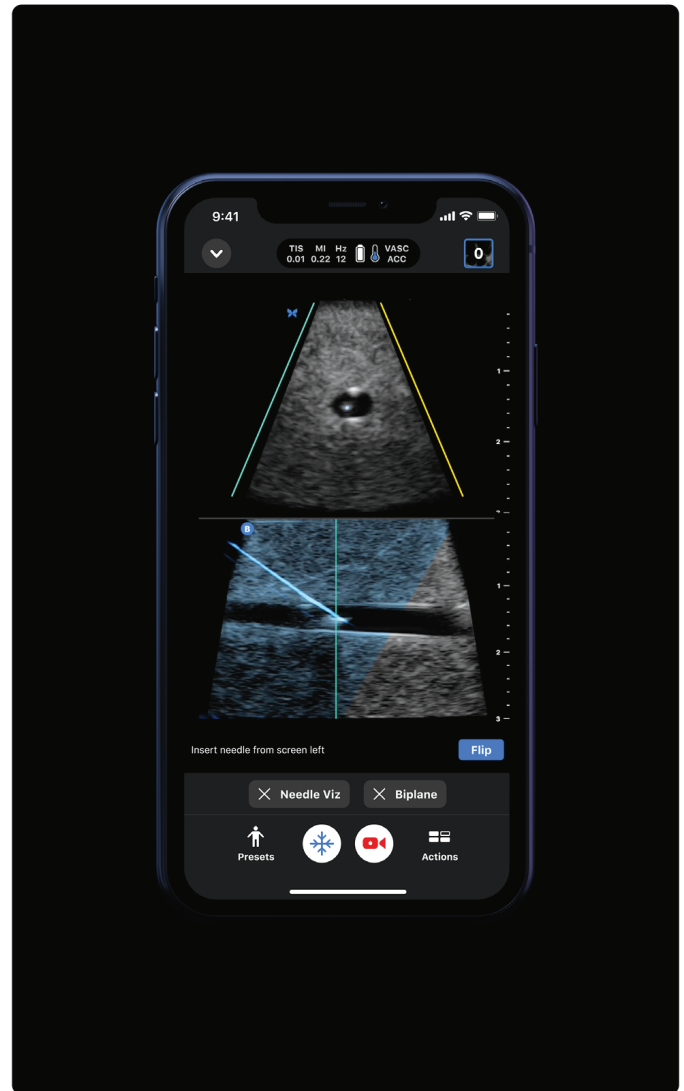 9:41
TIS MI Hz VASC
0.01 0.22 12 ACC
0
1
2
B
1
2
3
Insert needle from screen left
Flip
Needle Viz
Biplane
Presets
Actions